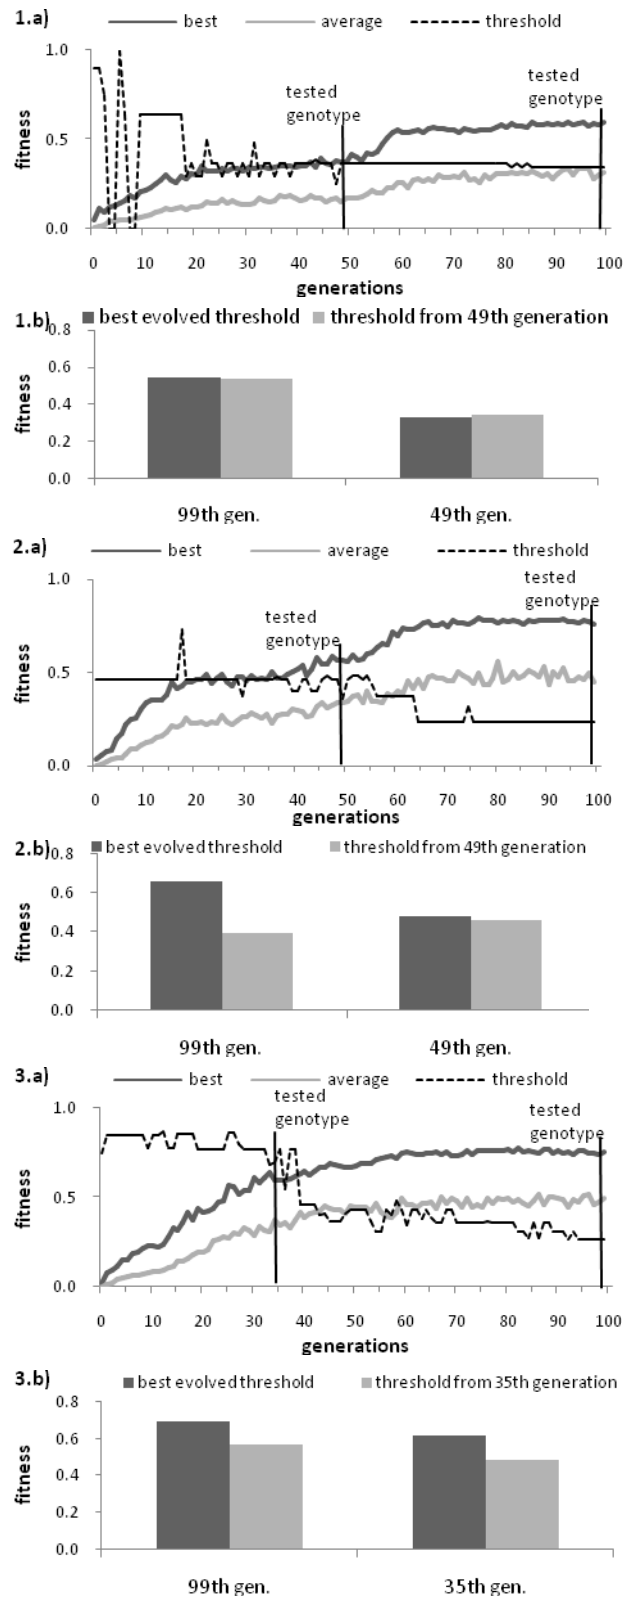 1.a)
best average threshold
1.0
0.5
0.0
fitness
tested
genotype
tested
genotype
0 10 20 30 40 50 60 70 80 90 100
generations
1.b)
best evolved threshold threshold from 49th generation
0.8
0.6
0.4
0.2
0.0
fitness
99th gen. 49th gen.
2.a)
best average threshold
1.0
0.5
0.0
fitness
tested
genotype
tested
genotype
0 10 20 30 40 50 60 70 80 90 100
generations
2.b)
best evolved threshold threshold from 49th generation
0.8
0.6
0.4
0.2
0.0
fitness
99th gen. 49th gen.
3.a)
best average threshold
1.0
0.5
0.0
fitness
tested
genotype
tested
genotype
0 10 20 30 40 50 60 70 80 90 100
generations
3.b)
best evolved threshold threshold from 35th generation
0.8
0.6
0.4
0.2
0.0
fitness
99th gen. 35th gen.